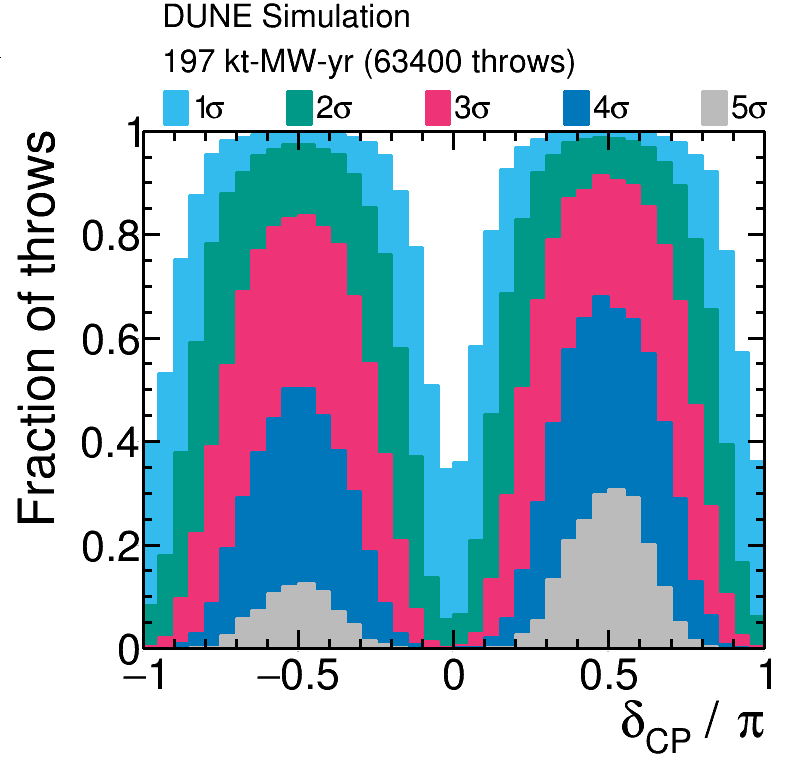 DUNE Simulation
197 kt-MW-yr (63400 throws)
1σ 2σ 3σ 4σ 5σ
Fraction of throws
1
0.8
0.6
0.4
0.2
0
−1 −0.5 0 0.5 1
δCP / π